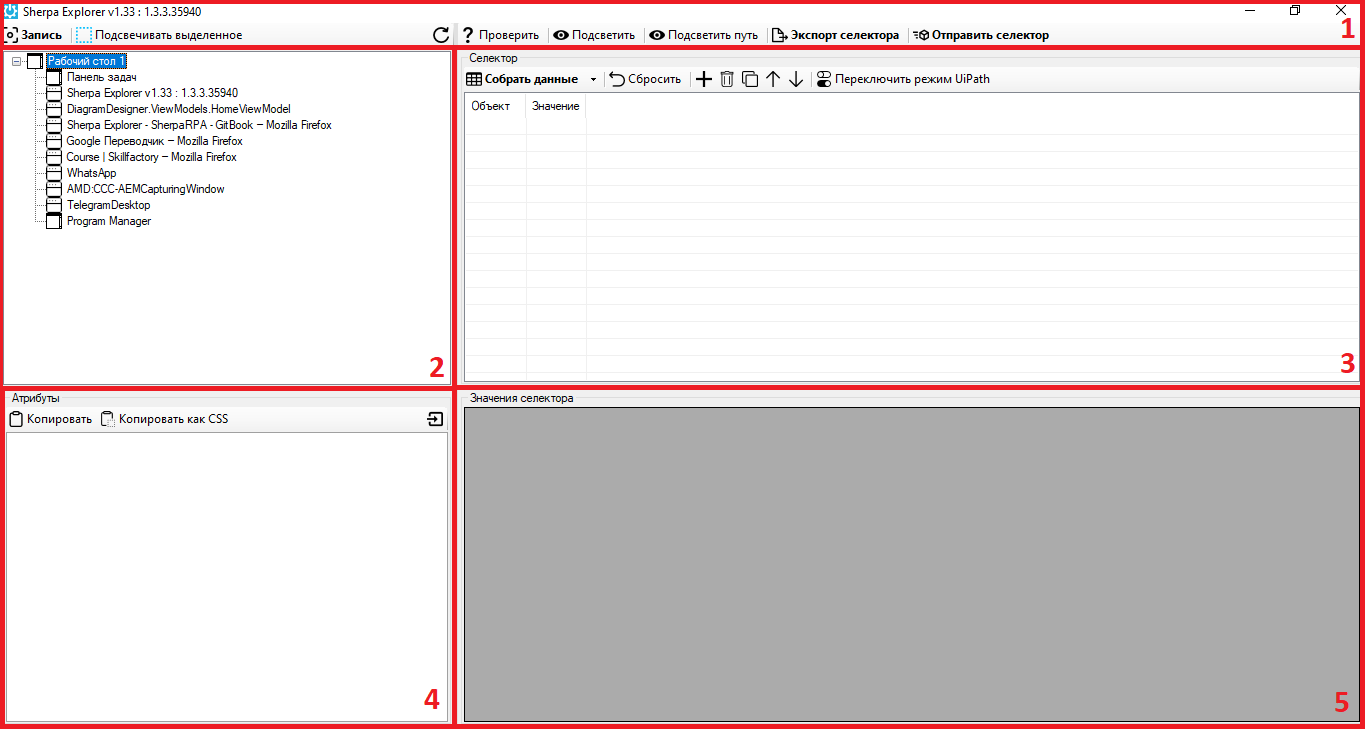 Sherpa Explorer v1.33 : 1.3.3.35940
Запись Подсвечивать выделенное ? Проверить Подсветить Подсветить путь Экспорт селектора Отправить селектор 1
Рабочий стол 1
Панель задач
Sherpa Explorer v1.33 : 1.3.3.35940
DiagramDesigner.ViewModels.HomeViewModel
Sherpa Explorer - SherpaRPA - GitBook — Mozilla Firefox
Google Переводчик — Mozilla Firefox
Course | Skillfactory — Mozilla Firefox
WhatsApp
AMD:CCC-AEMCapturingWindow
TelegramDesktop
Program Manager
2
Селектор
Собрать данные Сбросить Переключить режим UiPath
Объект Значение
3
Атрибуты
Копировать Копировать как CSS
4
Значения селектора
5